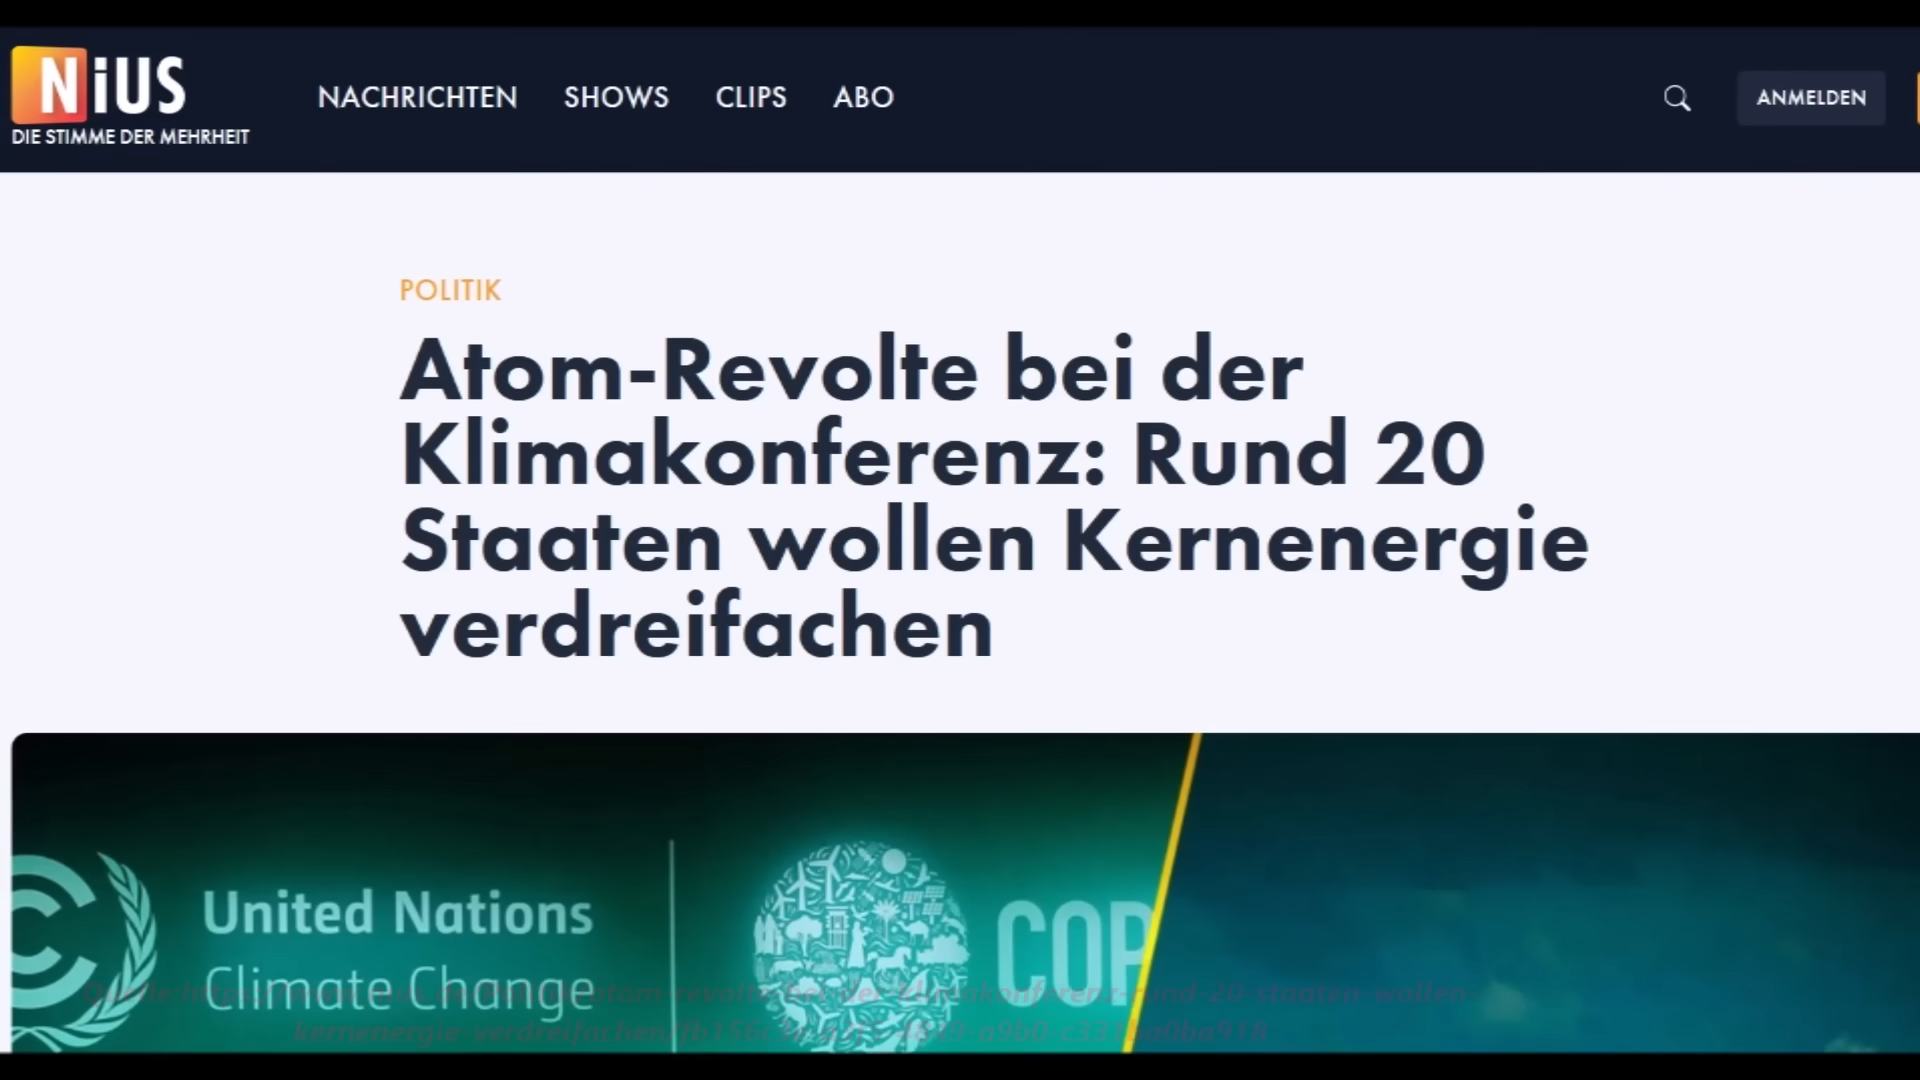 NiUS
DIE STIMME DER MEHRHEIT
NACHRICHTEN SHOWS CLIPS ABO
ANMELDEN
POLITIK
Atom-Revolte bei der
Klimakonferenz: Rund 20
Staaten wollen Kernenergie
verdreifachen
United Nations
Climate Change
COP